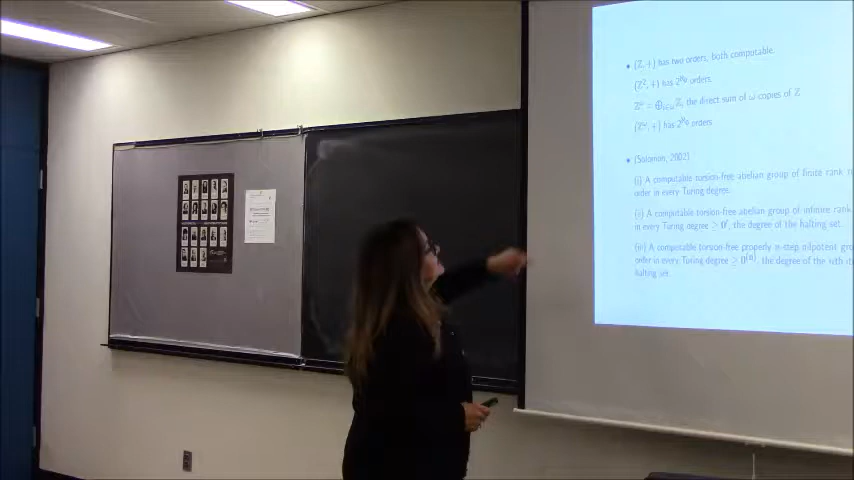 • (Z, +) has two orders, both computable.
(Z², +) has 2^ℵ₀ orders.
Z^ω = ⊕_{i∈ω} Z, the direct sum of ω copies of Z
(Z^ω, +) has 2^ℵ₀ orders
• (Solomon, 2002)
(i) A computable torsion-free abelian group of finite rank
order in every Turing degree.
(ii) A computable torsion-free abelian group of infinite rank
in every Turing degree ≥ 0′, the degree of the halting set.
(iii) A computable torsion-free properly n-step nilpotent
order in every Turing degree ≥ 0^(n), the degree of the nth
halting set.